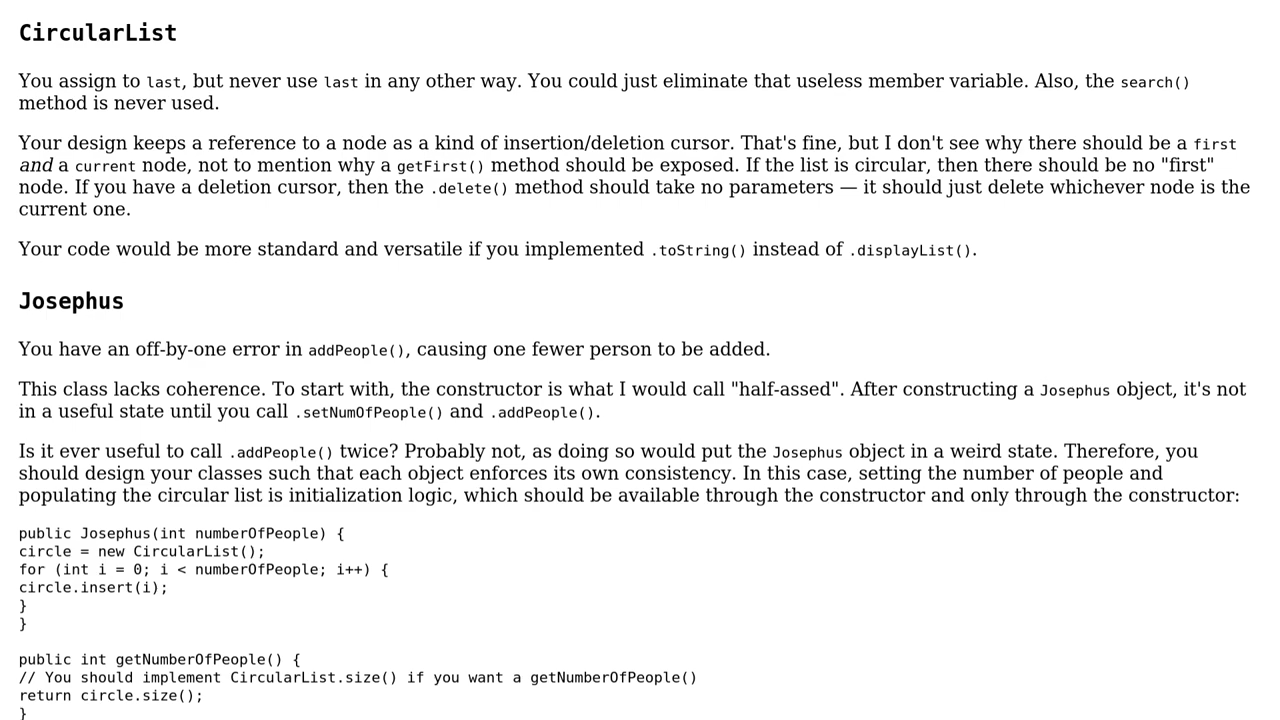 CircularList
You assign to last, but never use last in any other way. You could just eliminate that useless member variable. Also, the search()
method is never used.
Your design keeps a reference to a node as a kind of insertion/deletion cursor. That's fine, but I don't see why there should be a first
and a current node, not to mention why a getFirst() method should be exposed. If the list is circular, then there should be no "first"
node. If you have a deletion cursor, then the .delete() method should take no parameters — it should just delete whichever node is the
current one.
Your code would be more standard and versatile if you implemented .toString() instead of .displayList().
Josephus
You have an off-by-one error in addPeople(), causing one fewer person to be added.
This class lacks coherence. To start with, the constructor is what I would call "half-assed". After constructing a Josephus object, it's not
in a useful state until you call .setNumOfPeople() and .addPeople().
Is it ever useful to call .addPeople() twice? Probably not, as doing so would put the Josephus object in a weird state. Therefore, you
should design your classes such that each object enforces its own consistency. In this case, setting the number of people and
populating the circular list is initialization logic, which should be available through the constructor and only through the constructor:
public Josephus(int numberOfPeople) {
circle = new CircularList();
for (int i = 0; i < numberOfPeople; i++) {
circle.insert(i);
}
}
public int getNumberOfPeople() {
// You should implement CircularList.size() if you want a getNumberOfPeople()
return circle.size();
}